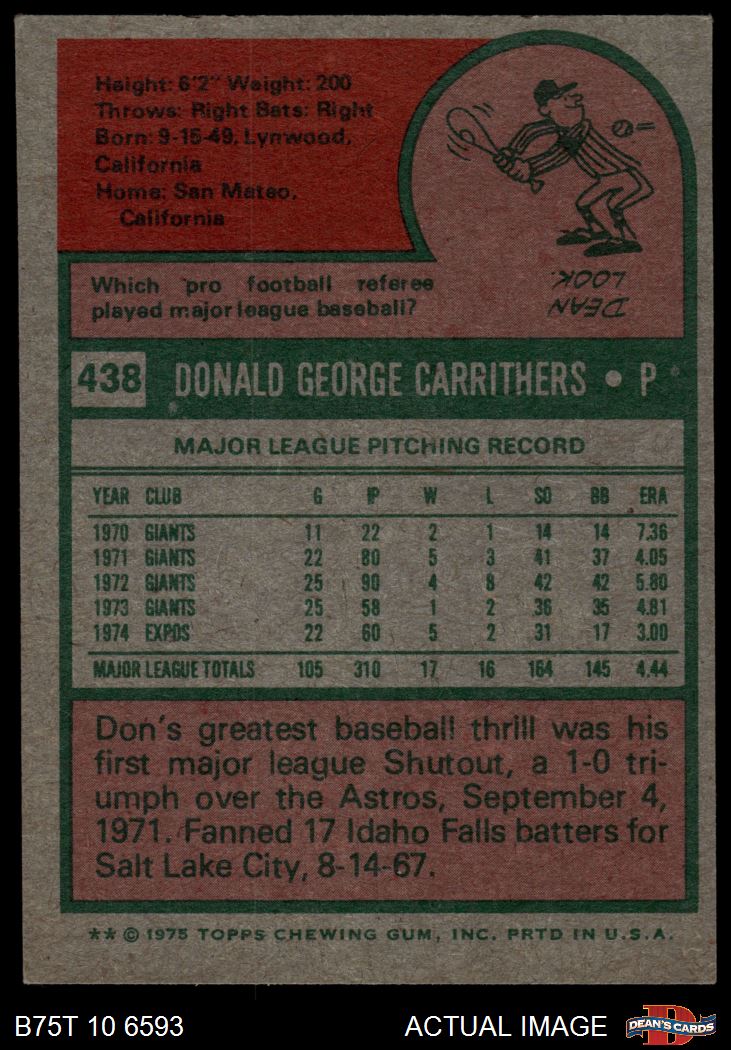 Height: 6'2" Weight: 200
Throws: Right Bats: Right
Born: 9-15-49, Lynwood,
California
Home: San Mateo,
California
Which pro football referee
played major league baseball?
DEAN
LOOK.
438 DONALD GEORGE CARRITHERS • P
MAJOR LEAGUE PITCHING RECORD
YEAR CLUB G IP W L SO BB ERA
1970 GIANTS 11 22 2 1 14 14 7.36
1971 GIANTS 22 80 5 3 41 37 4.05
1972 GIANTS 25 90 4 8 42 42 5.80
1973 GIANTS 25 58 1 2 36 35 4.81
1974 EXPOS 22 60 5 2 31 17 3.00
MAJOR LEAGUE TOTALS 105 310 17 16 164 145 4.44
Don's greatest baseball thrill was his
first major league Shutout, a 1-0 tri-
umph over the Astros, September 4,
1971. Fanned 17 Idaho Falls batters for
Salt Lake City, 8-14-67.
** © 1975 TOPPS CHEWING GUM, INC. PRTD IN U.S.A.
B75T 10 6593 ACTUAL IMAGE DEAN'S CARDS